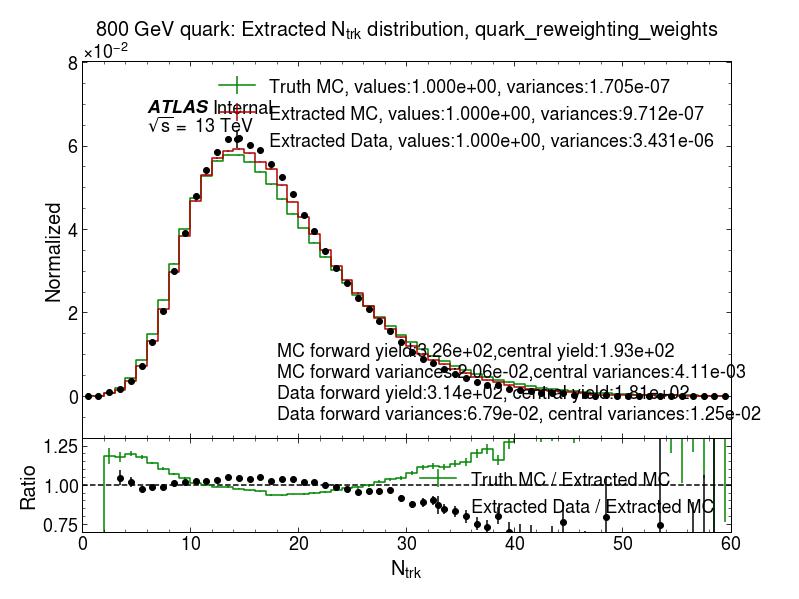 800 GeV quark: Extracted Ntrk distribution, quark_reweighting_weights
×10−2
8
Truth MC, values:1.000e+00, variances:1.705e-07
ATLAS Internal
Extracted MC, values:1.000e+00, variances:9.712e-07
√s = 13 TeV
Extracted Data, values:1.000e+00, variances:3.431e-06
6
Normalized
4
2
MC forward yield:3.26e+02,central yield:1.93e+02
MC forward variances:2.06e-02,central variances:4.11e-03
Data forward yield:3.14e+02, central yield:1.81e+02
0
Data forward variances:6.79e-02, central variances:1.25e-02
1.25
Ratio
Truth MC / Extracted MC
1.00
Extracted Data / Extracted MC
0.75
0 10 20 30 40 50 60
Ntrk